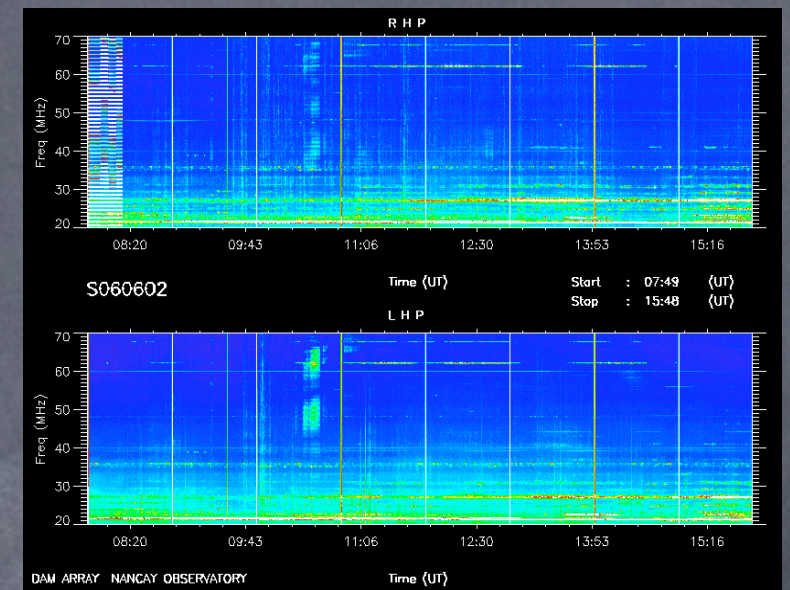 R H P
70
60
50
40
30
20
Freq (MHz)
08:20 09:43 11:06 12:30 13:53 15:16
Time (UT)
S060602
Start : 07:49 (UT)
Stop : 15:48 (UT)
L H P
70
60
50
40
30
20
Freq (MHz)
08:20 09:43 11:06 12:30 13:53 15:16
DAM ARRAY NANCAY OBSERVATORY Time (UT)